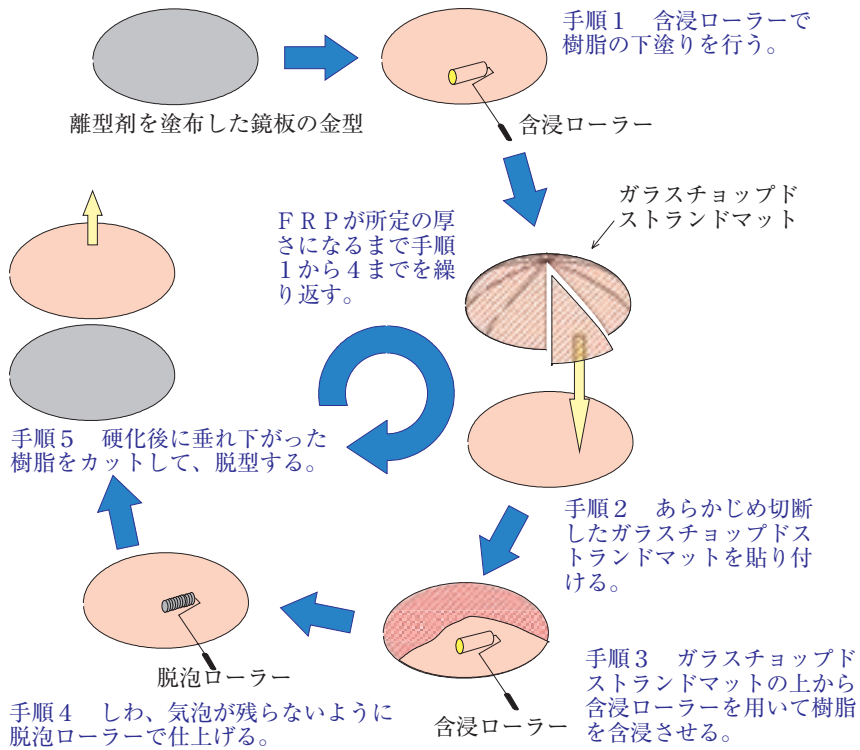 手順１　含浸ローラーで
樹脂の下塗りを行う。
離型剤を塗布した鏡板の金型
含浸ローラー
ガラスチョップド
ストランドマット
ＦＲＰが所定の厚
さになるまで手順
１から４までを繰
り返す。
手順２　あらかじめ切断
したガラスチョップドス
トランドマットを貼り付
ける。
手順３　ガラスチョップド
ストランドマットの上から
含浸ローラーを用いて樹脂
を含浸させる。
含浸ローラー
脱泡ローラー
手順４　しわ、気泡が残らないように
脱泡ローラーで仕上げる。
手順５　硬化後に垂れ下がった
樹脂をカットして、脱型する。